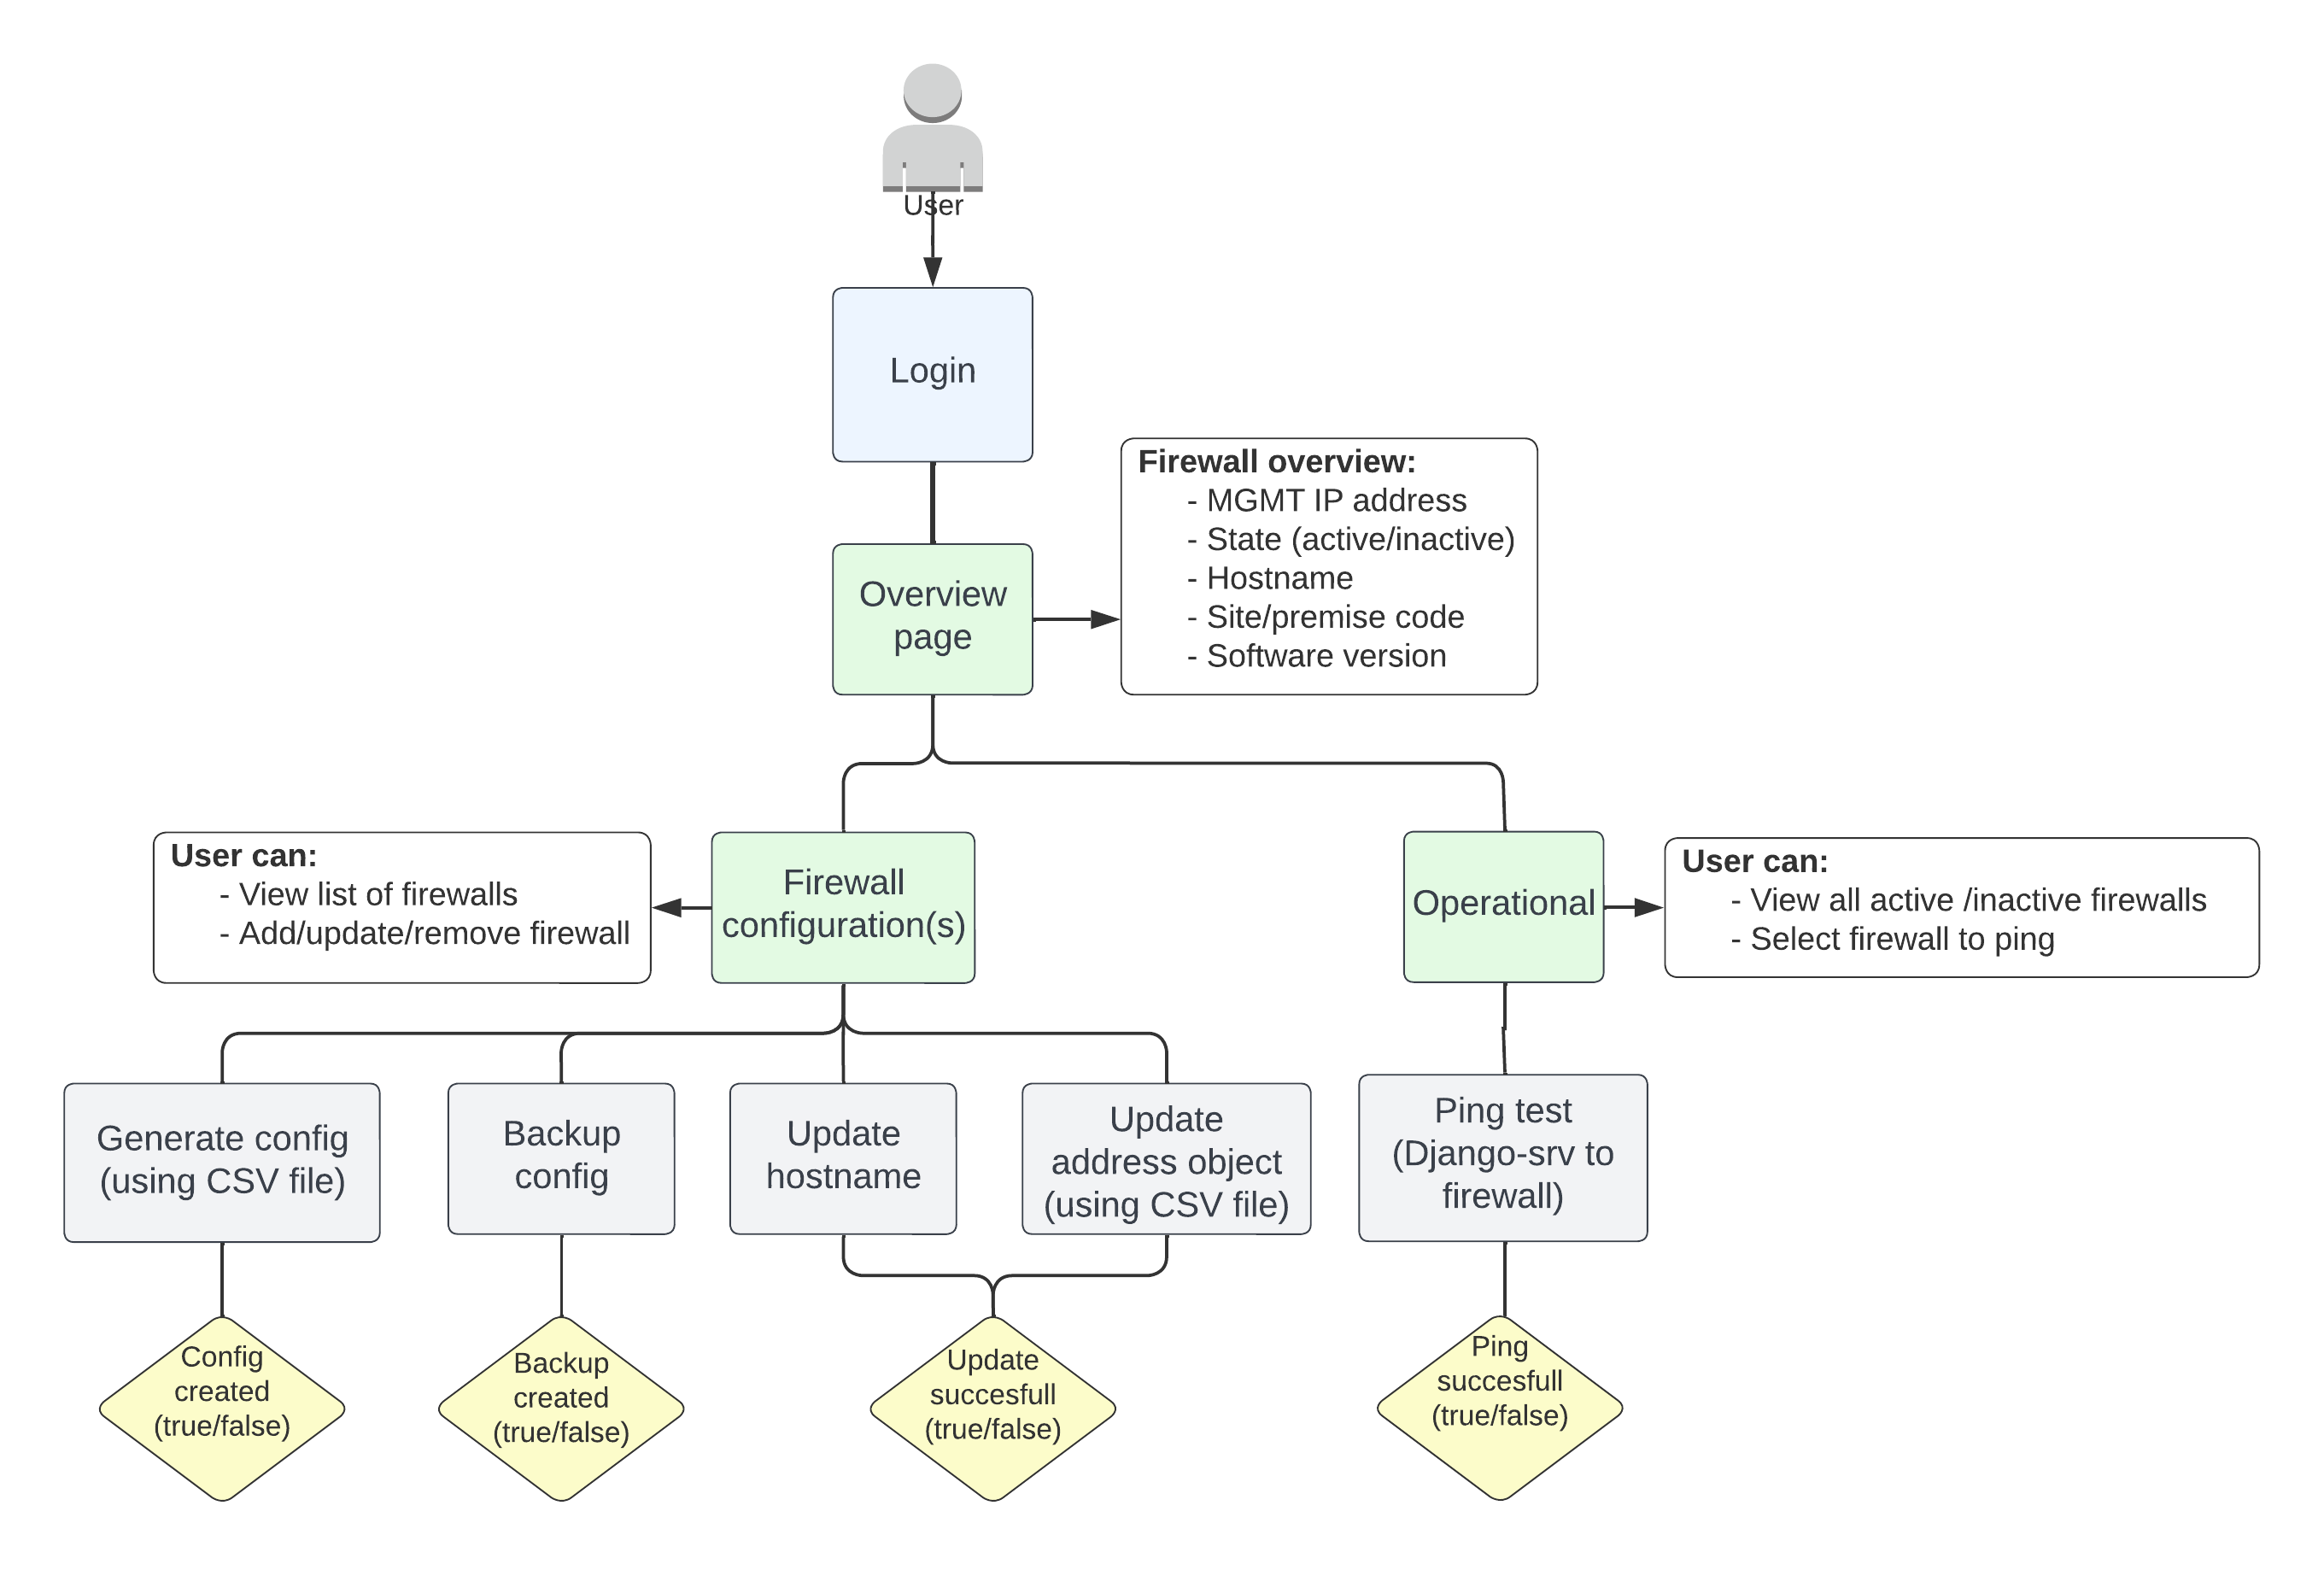 User
Login
Firewall overview:
- MGMT IP address
- State (active/inactive)
- Hostname
- Site/premise code
- Software version
Overview
page
User can:
- View list of firewalls
- Add/update/remove firewall
Firewall
configuration(s)
Operational
User can:
- View all active /inactive firewalls
- Select firewall to ping
Generate config
(using CSV file)
Backup
config
Update
hostname
Update
address object
(using CSV file)
Ping test
(Django-srv to
firewall)
Config
created
(true/false)
Backup
created
(true/false)
Update
succesfull
(true/false)
Ping
succesfull
(true/false)